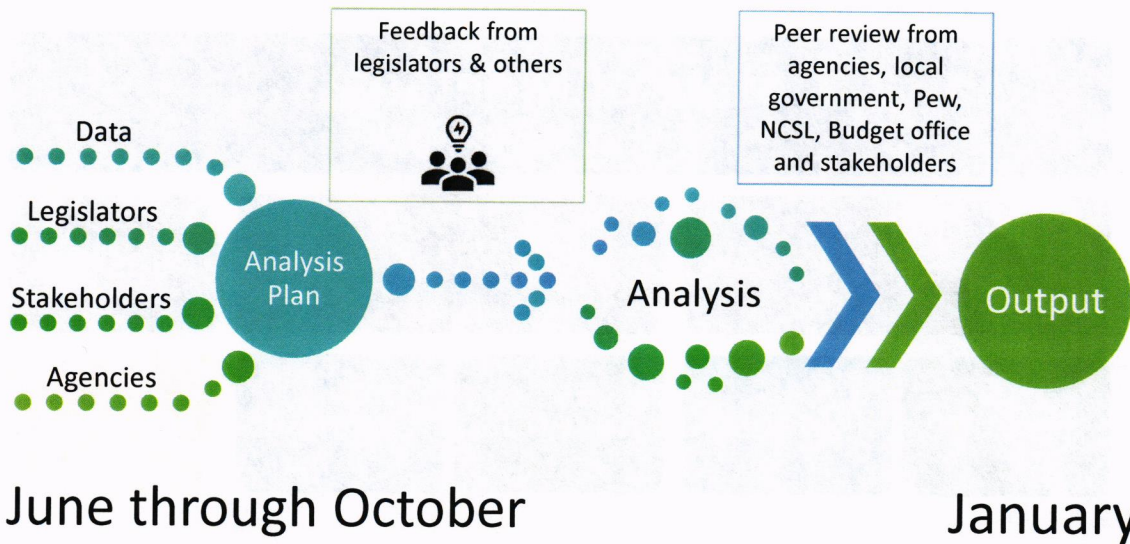 Feedback from
legislators & others
Peer review from
agencies, local
government, Pew,
NCSL, Budget office
and stakeholders
Data
Legislators
Stakeholders
Agencies
Analysis
Plan
Analysis
Output
June through October
January